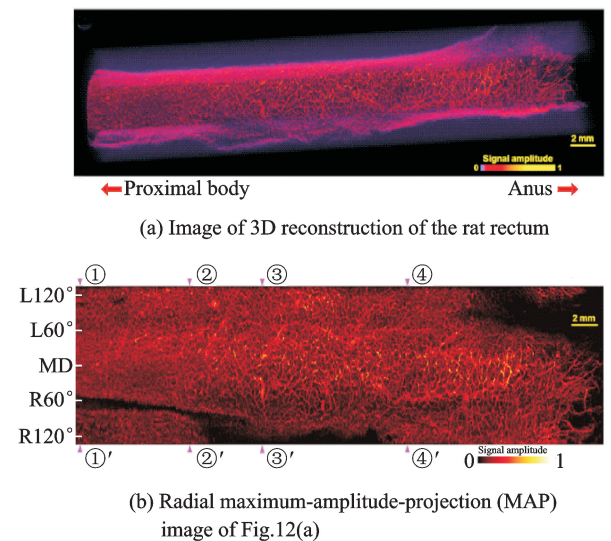 2 mm
Signal amplitude
0 1
Proximal body Anus
(a) Image of 3D reconstruction of the rat rectum
① ② ③ ④
L120°
L60°
2 mm
MD
R60°
R120°
①′ ②′ ③′ ④′
Signal amplitude
0 1
(b) Radial maximum-amplitude-projection (MAP)
image of Fig.12(a)